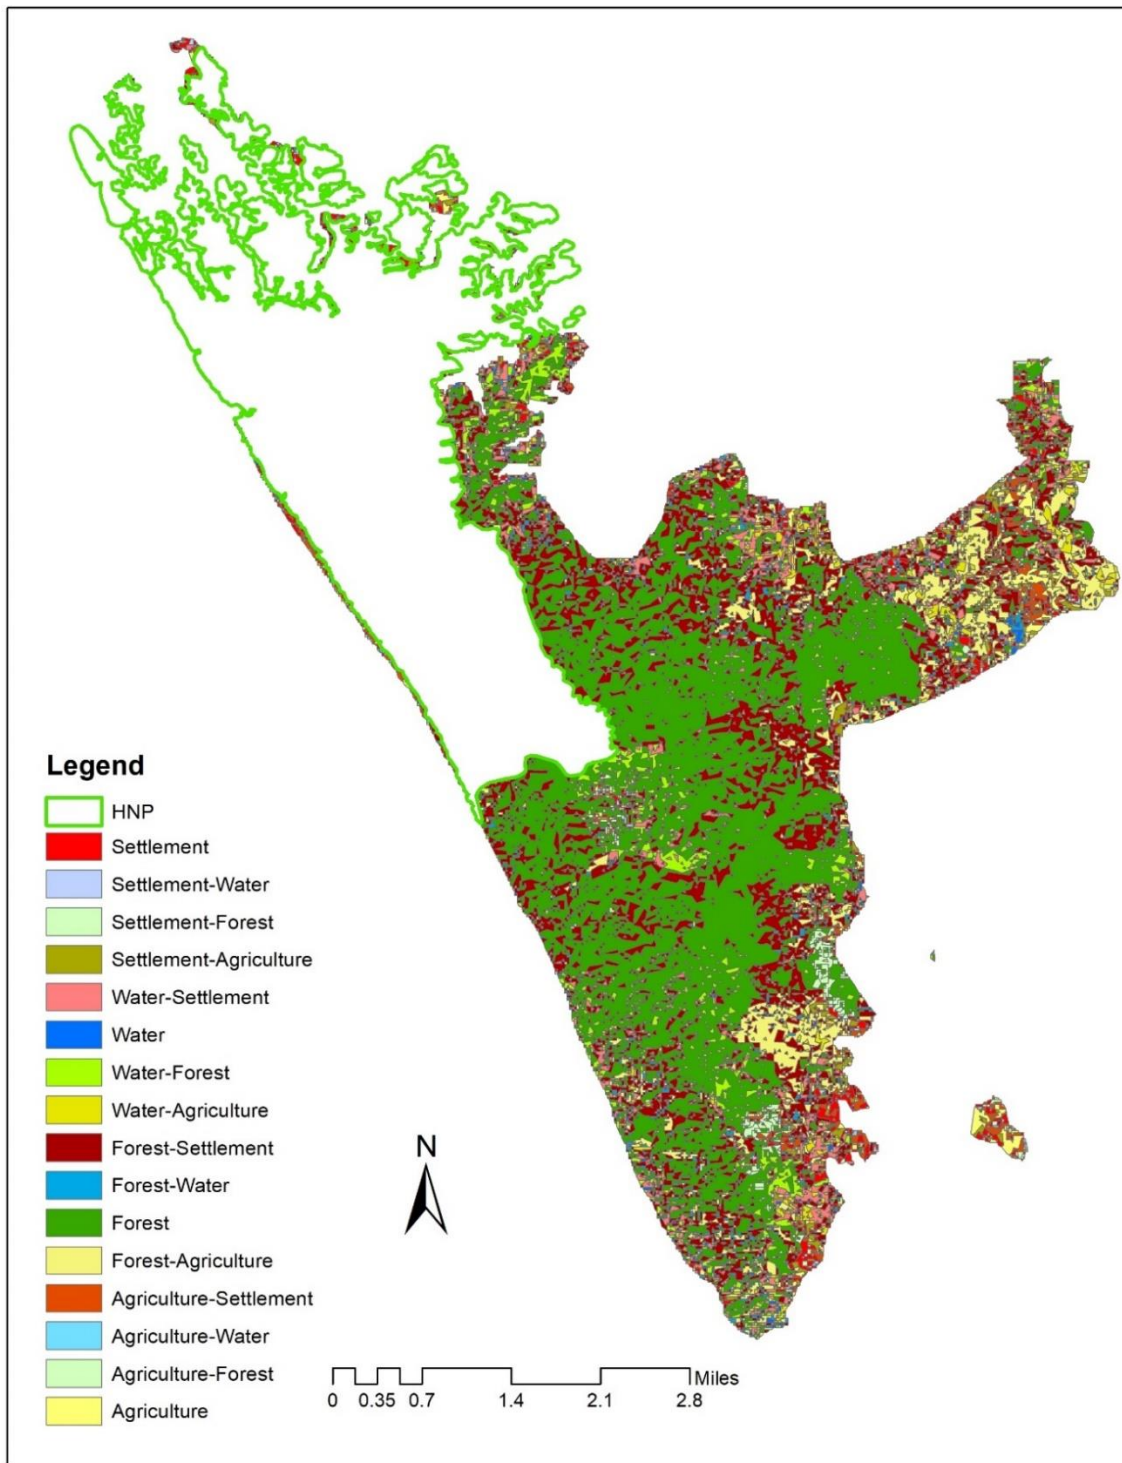 Legend
HNP
Settlement
Settlement-Water
Settlement-Forest
Settlement-Agriculture
Water-Settlement
Water
Water-Forest
Water-Agriculture
Forest-Settlement
Forest-Water
Forest
Forest-Agriculture
Agriculture-Settlement
Agriculture-Water
Agriculture-Forest
Agriculture
N
Miles
0 0.35 0.7 1.4 2.1 2.8